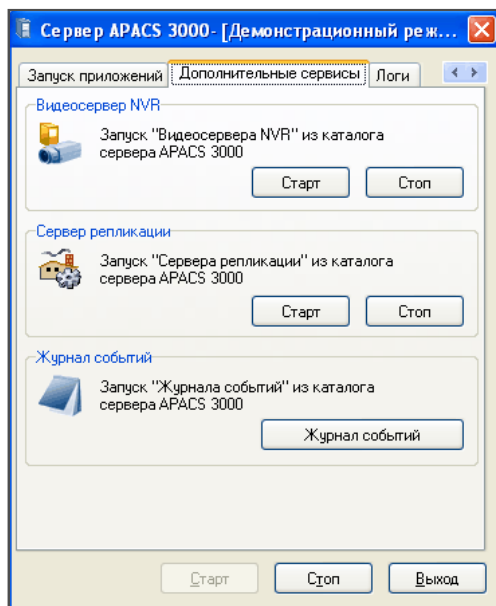 Сервер APACS 3000- [Демонстрационный реж...
Запуск приложений Дополнительные сервисы Логи
Видеосервер NVR
Запуск "Видеосервера NVR" из каталога
сервера APACS 3000
Старт Стоп
Сервер репликации
Запуск "Сервера репликации" из каталога
сервера APACS 3000
Старт Стоп
Журнал событий
Запуск "Журнала событий" из каталога
сервера APACS 3000
Журнал событий
Старт Стоп Выход